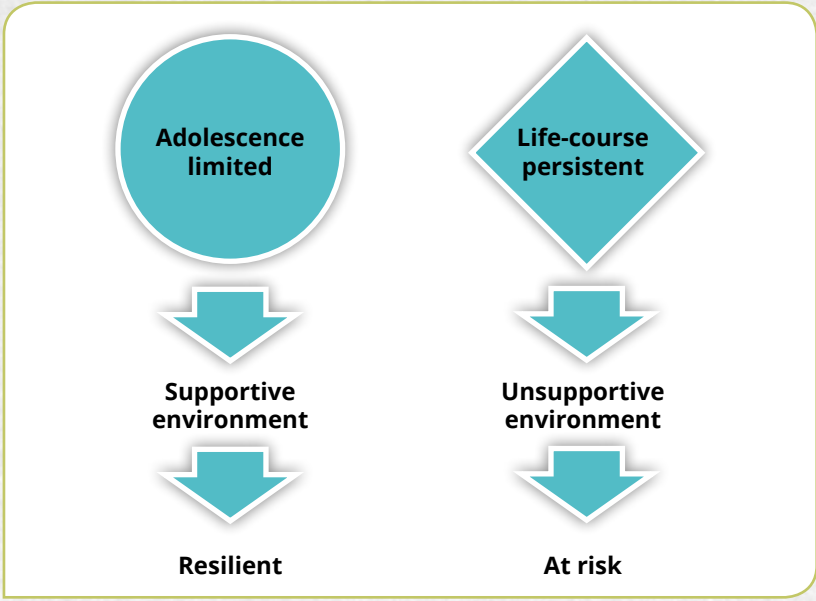 Adolescence
limited
Supportive
environment
Resilient
Life-course
persistent
Unsupportive
environment
At risk